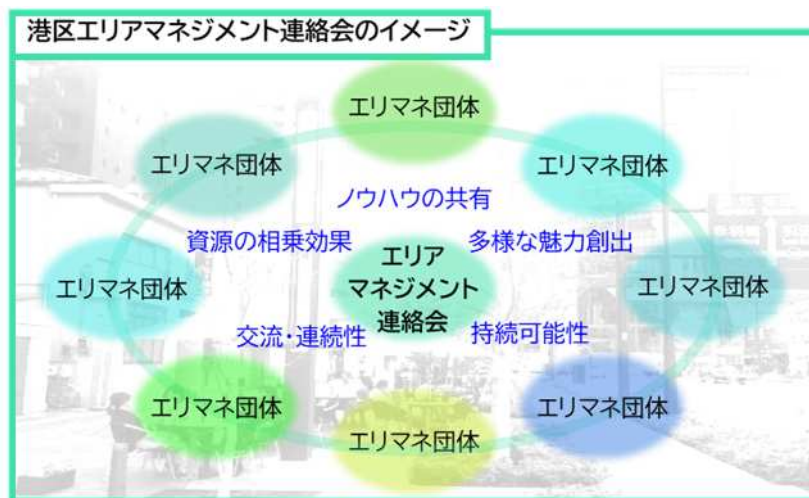 港区エリアマネジメント連絡会のイメージ
エリマネ団体
エリマネ団体
エリマネ団体
ノウハウの共有
資源の相乗効果
多様な魅力創出
エリマネ団体
エリア
マネジメント
連絡会
エリマネ団体
交流・連続性
持続可能性
エリマネ団体
エリマネ団体
エリマネ団体